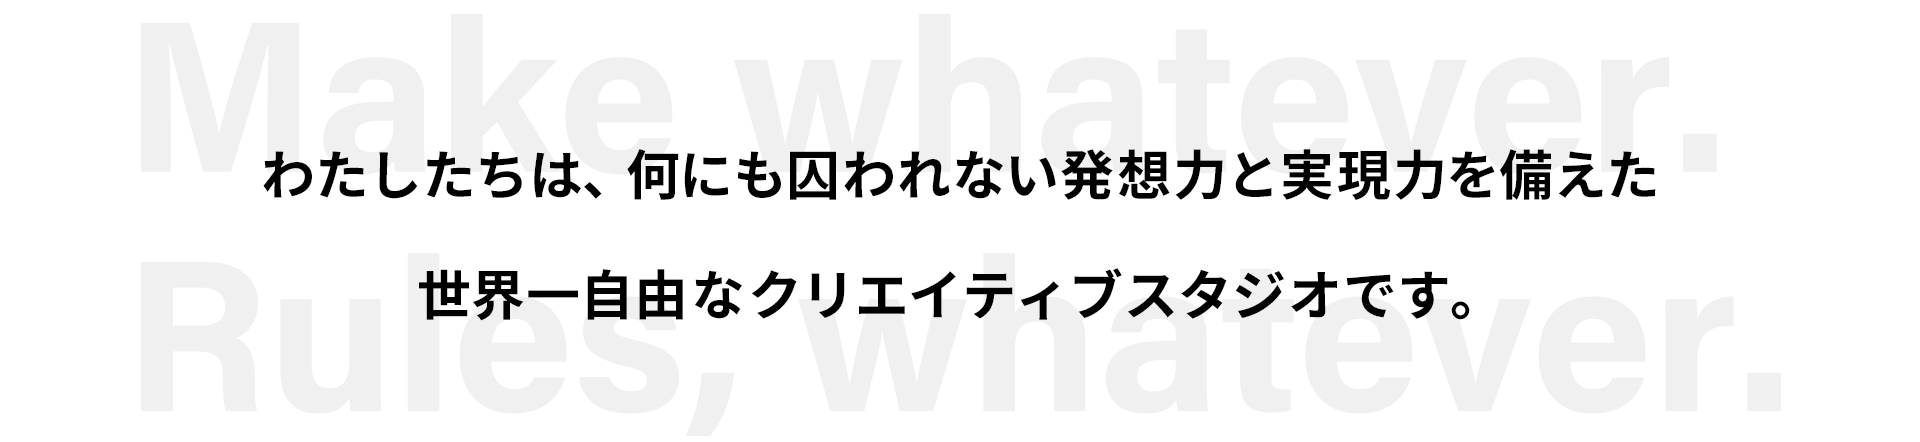 Make whatever.
わたしたちは、何にも囚われない発想力と実現力を備えた
Rules, whatever.
世界一自由なクリエイティブスタジオです。